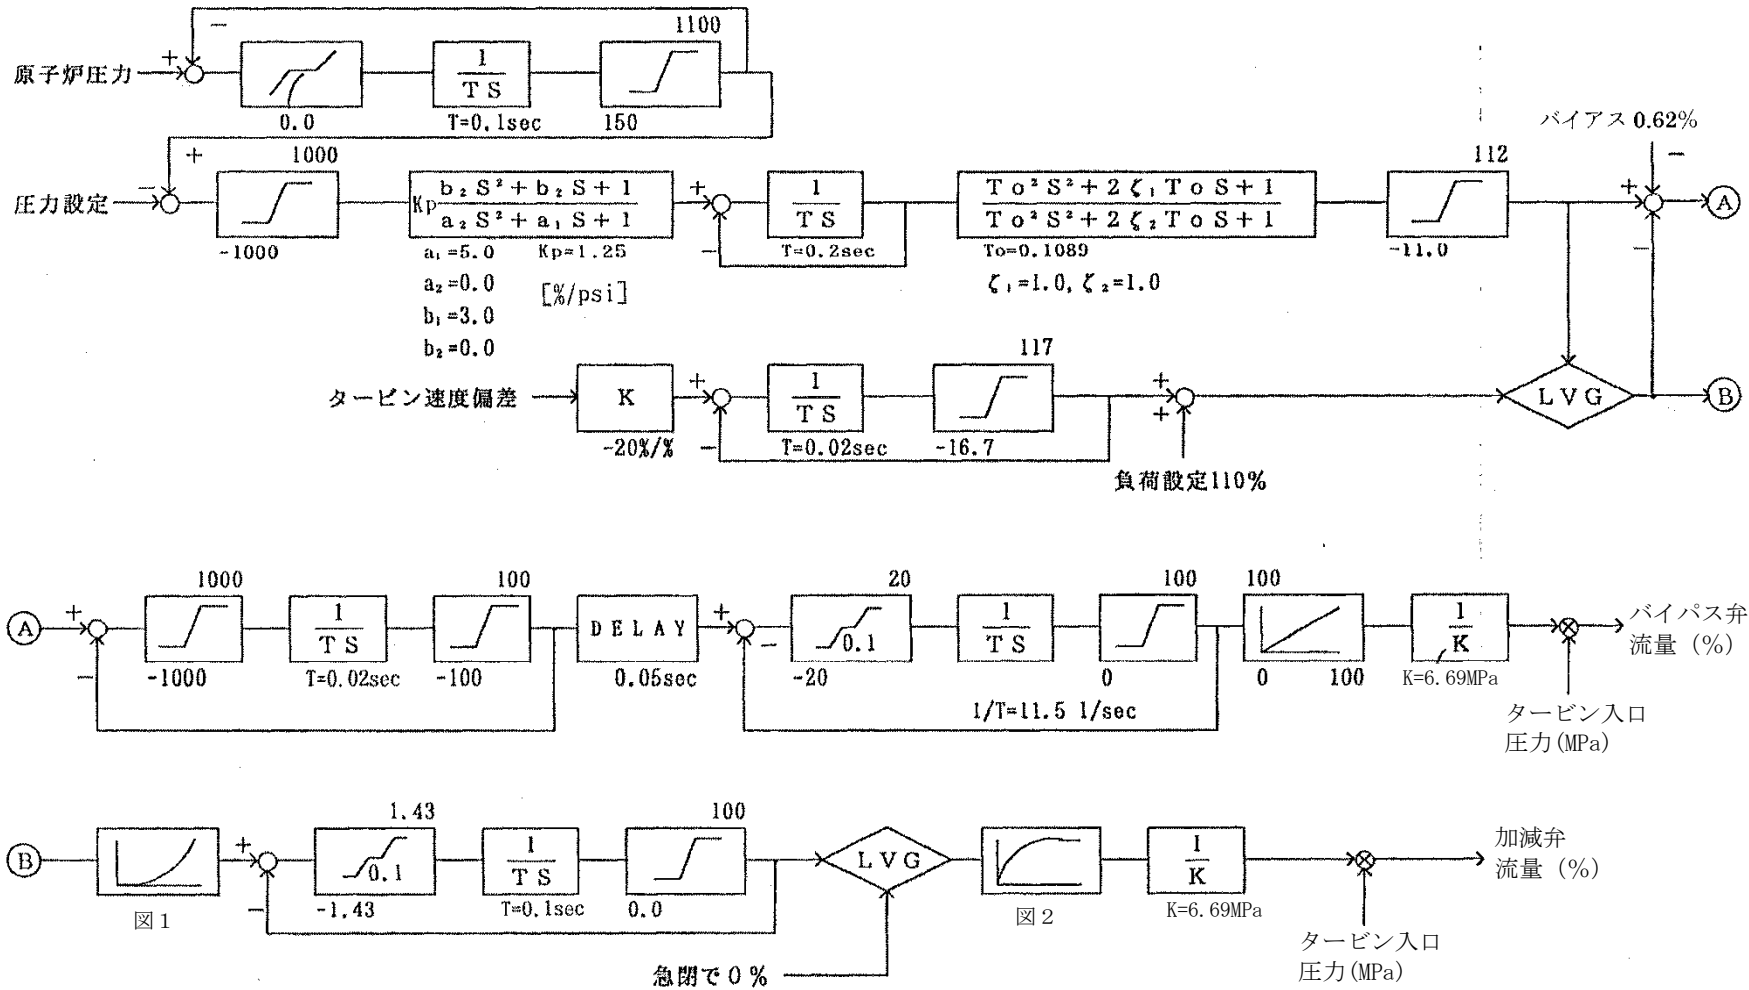 1100
原子炉圧力
+
−
1
T S
0.0
T=0.1sec
150
バイアス 0.62%
−
+
1000
圧力設定
−
-1000
Kp
b₂S²+b₂S+1
a₂S²+a₁S+1
a₁=5.0 Kp=1.25
a₂=0.0
[%/psi]
b₁=3.0
b₂=0.0
+
−
1
T S
T=0.2sec
To²S²+2ζ₁ToS+1
To²S²+2ζ₂ToS+1
To=0.1089
ζ₁=1.0, ζ₂=1.0
112
-11.0
+
−
A
タービン速度偏差
K
-20%/%
+
−
1
T S
T=0.02sec
117
-16.7
+
+
負荷設定110%
LVG
B
A
+
−
1000
-1000
1
T S
T=0.02sec
100
-100
DELAY
0.05sec
+
−
20
0.1
-20
1
T S
1/T=11.5 1/sec
100
0
100
0 100
1
K
K=6.69MPa
バイパス弁
流量 (%)
タービン入口
圧力(MPa)
B
図1
+
−
1.43
0.1
-1.43
1
T S
T=0.1sec
100
0.0
LVG
急閉で0%
図2
1
K
K=6.69MPa
加減弁
流量 (%)
タービン入口
圧力(MPa)